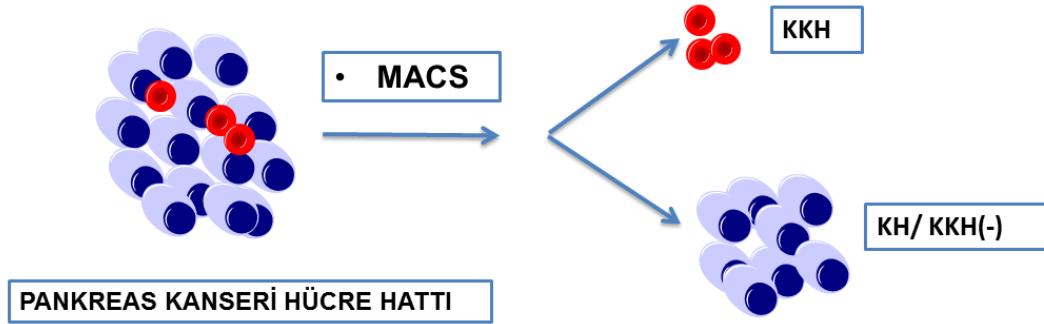 KKH
• MACS
KH/ KKH(-)
PANKREAS KANSERİ HÜCRE HATTI